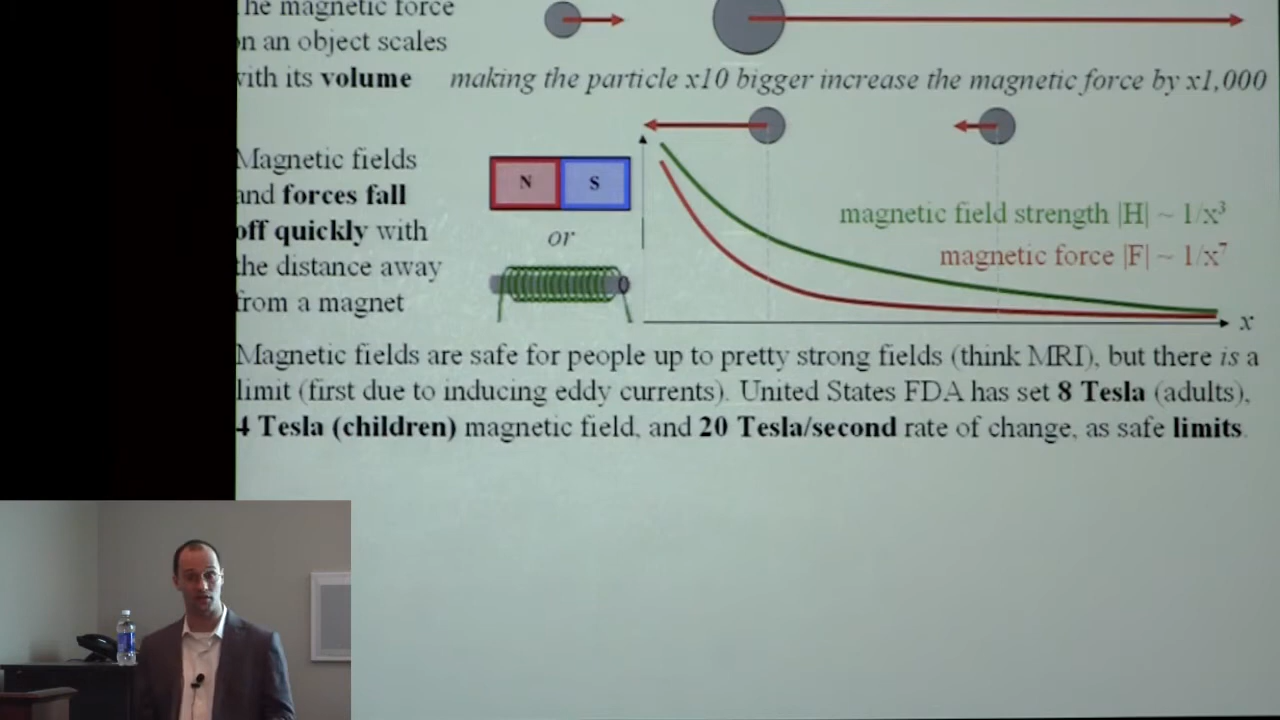 The magnetic force
on an object scales
with its volume
making the particle x10 bigger increase the magnetic force by x1,000
Magnetic fields
and forces fall
off quickly with
the distance away
from a magnet
N S
or
magnetic field strength |H| ~ 1/x³
magnetic force |F| ~ 1/x⁷
x
Magnetic fields are safe for people up to pretty strong fields (think MRI), but there is a
limit (first due to inducing eddy currents). United States FDA has set 8 Tesla (adults),
4 Tesla (children) magnetic field, and 20 Tesla/second rate of change, as safe limits.